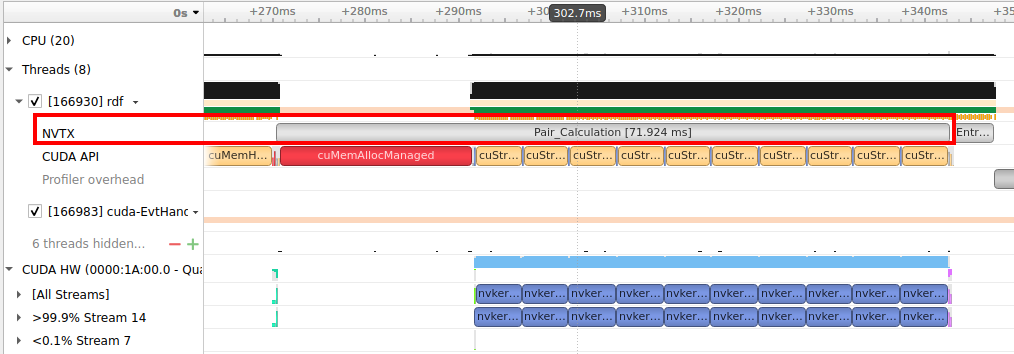 0s +270ms +280ms +290ms 302.7ms +310ms +320ms +330ms +340ms +35
CPU (20)
Threads (8)
[166930] rdf
NVTX Pair_Calculation [71.924 ms] Entr...
CUDA API cuMemH... cuMemAllocManaged cuStr... cuStr... cuStr... cuStr... cuStr... cuStr... cuStr... cuStr... cuStr... cuStr...
Profiler overhead
[166983] cuda-EvtHand
6 threads hidden...
CUDA HW (0000:1A:00.0 - Qua
[All Streams] nvker... nvker... nvker... nvker... nvker... nvker... nvker... nvker... nvker... nvker...
>99.9% Stream 14 nvker... nvker... nvker... nvker... nvker... nvker... nvker... nvker... nvker... nvker...
<0.1% Stream 7